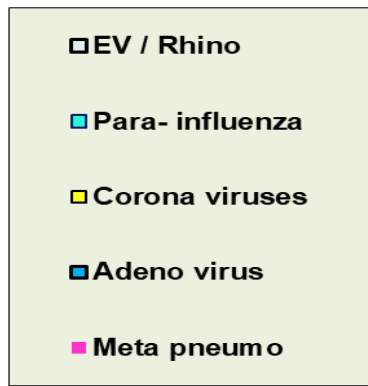 EV / Rhino
Para- influenza
Corona viruses
Adeno virus
Meta pneumo